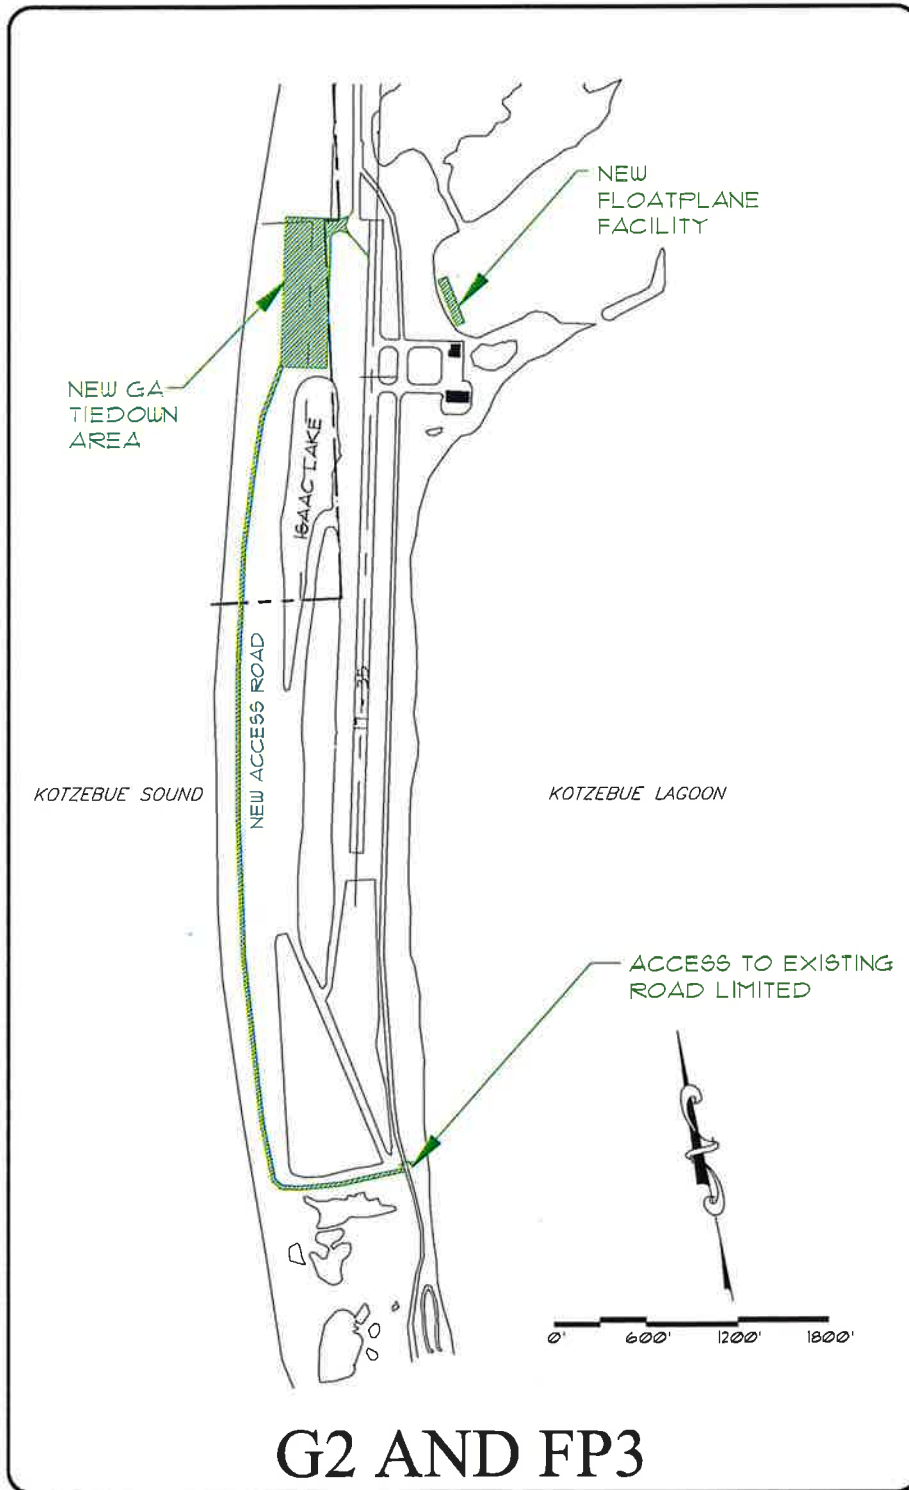 NEW
FLOATPLANE
FACILITY
NEW GA
TIEDOWN
AREA
ISAAC LAKE
NEW ACCESS ROAD
17-35
KOTZEBUE SOUND
KOTZEBUE LAGOON
ACCESS TO EXISTING
ROAD LIMITED
0' 600' 1200' 1800'
G2 AND FP3